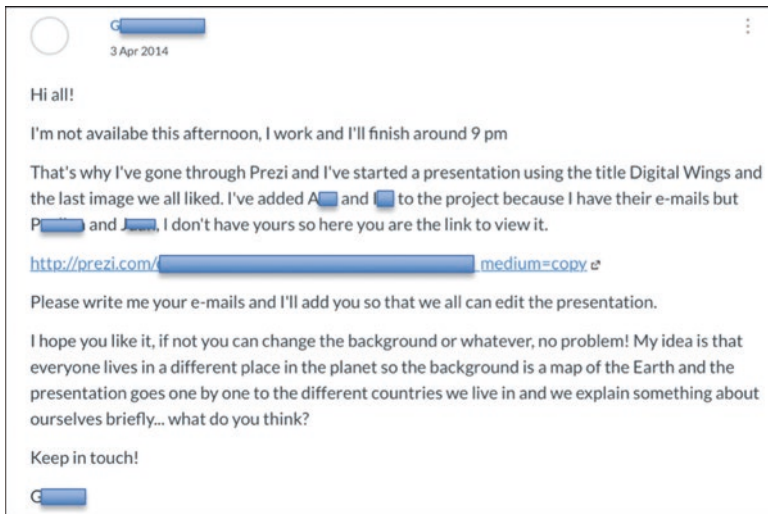 G
3 Apr 2014
Hi all!
I'm not availabe this afternoon, I work and I'll finish around 9 pm
That's why I've gone through Prezi and I've started a presentation using the title Digital Wings and
the last image we all liked. I've added A and to the project because I have their e-mails but
P and J, I don't have yours so here you are the link to view it.
http://prezi.com/ _medium=copy
Please write me your e-mails and I'll add you so that we all can edit the presentation.
I hope you like it, if not you can change the background or whatever, no problem! My idea is that
everyone lives in a different place in the planet so the background is a map of the Earth and the
presentation goes one by one to the different countries we live in and we explain something about
ourselves briefly... what do you think?
Keep in touch!
G